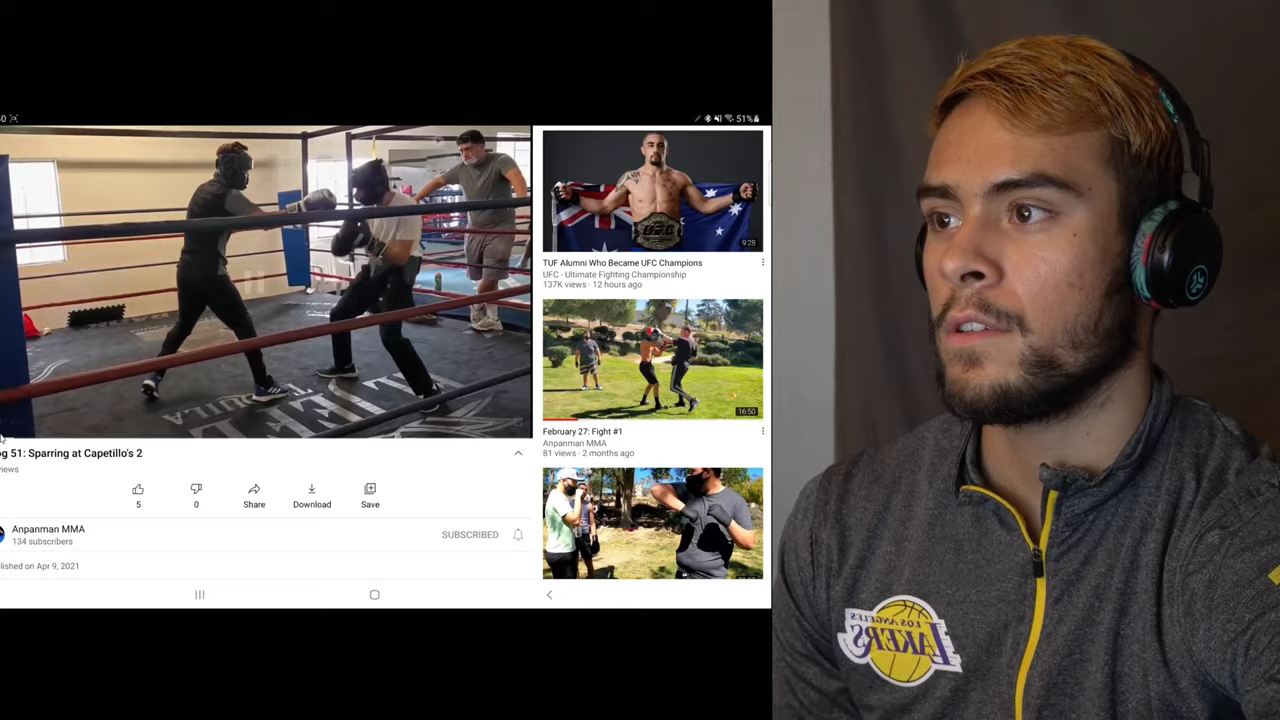 51%
9:28
TUF Alumni Who Became UFC Champions
UFC - Ultimate Fighting Championship
137K views · 12 hours ago
16:50
February 27: Fight #1
Anpanman MMA
81 views · 2 months ago
g 51: Sparring at Capetillo's 2
iews
5
0
Share
Download
Save
Anpanman MMA
134 subscribers
SUBSCRIBED
lished on Apr 9, 2021
LOS ANGELES
LAKERS